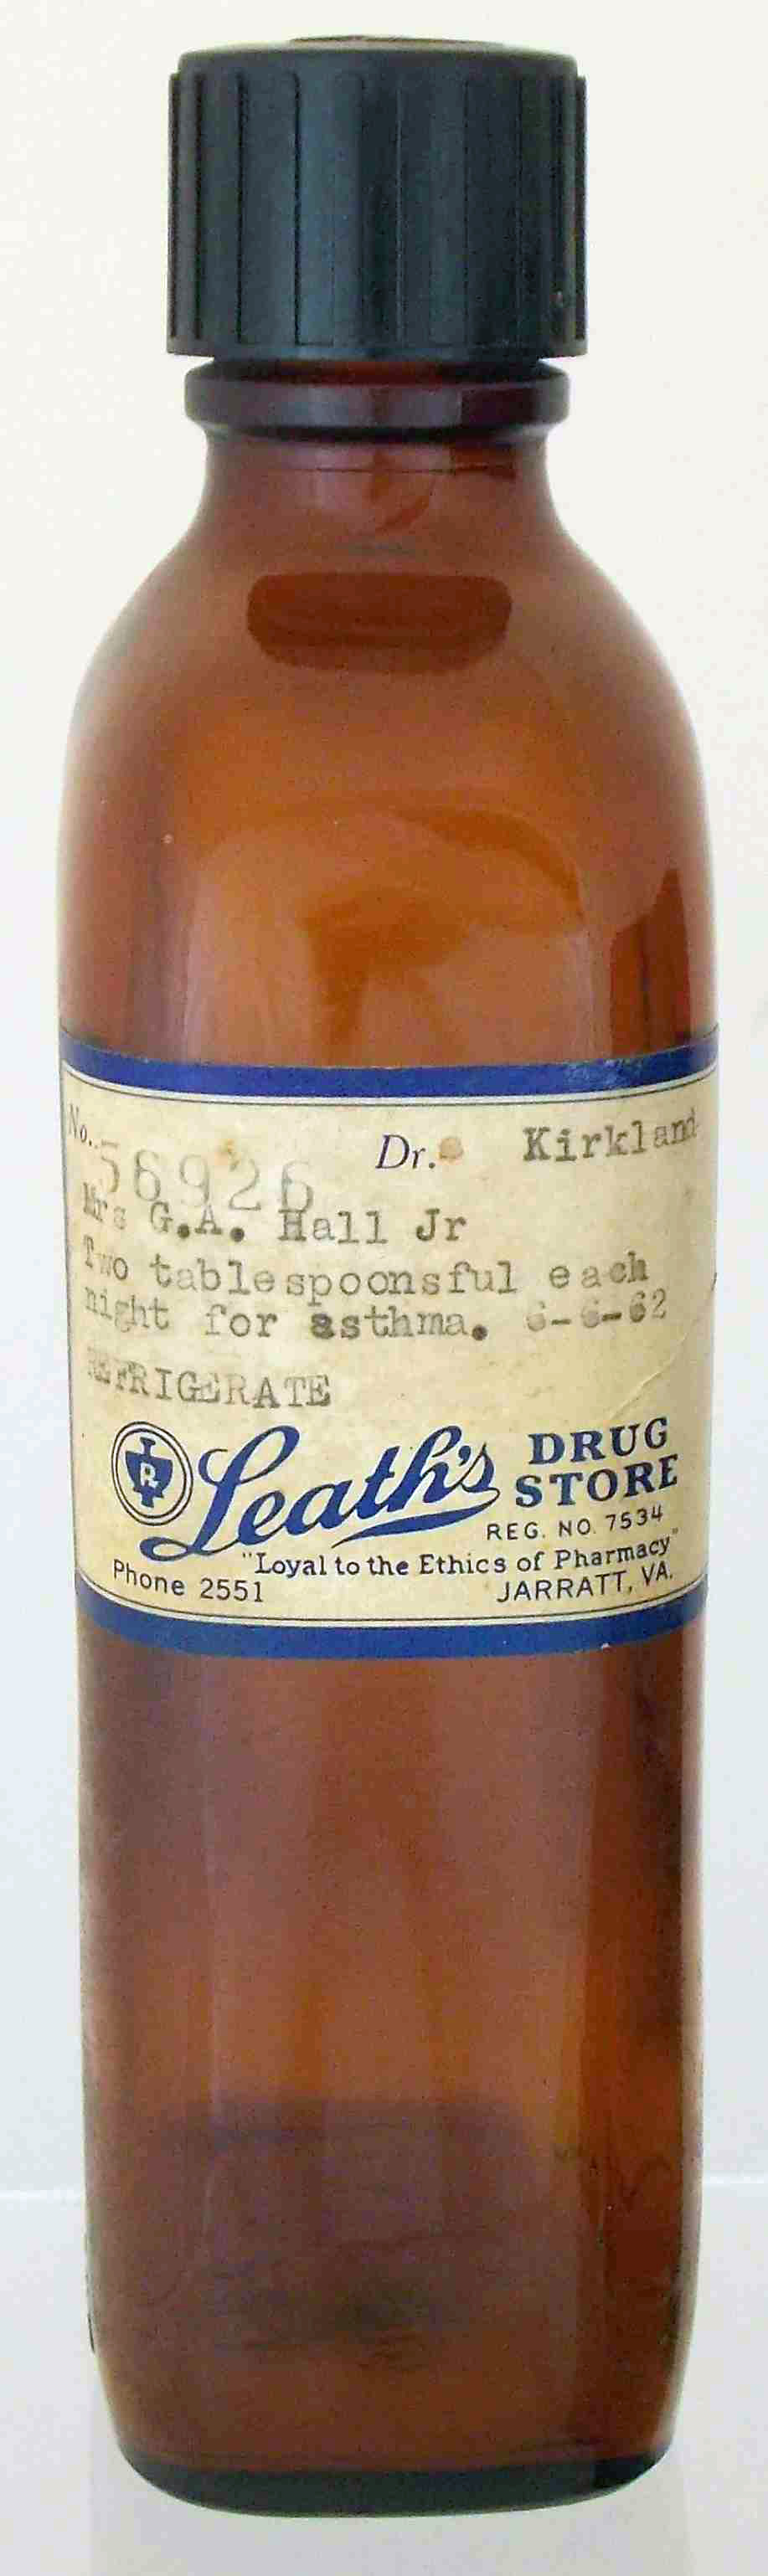 No. 56926 Dr. Kirkland
Mrs G.A. Hall Jr
Two tablespoonsful each
night for asthma. 6-6-62
REFRIGERATE
R
Leath's DRUG STORE
REG. NO. 7534
"Loyal to the Ethics of Pharmacy"
Phone 2551 JARRATT, VA.